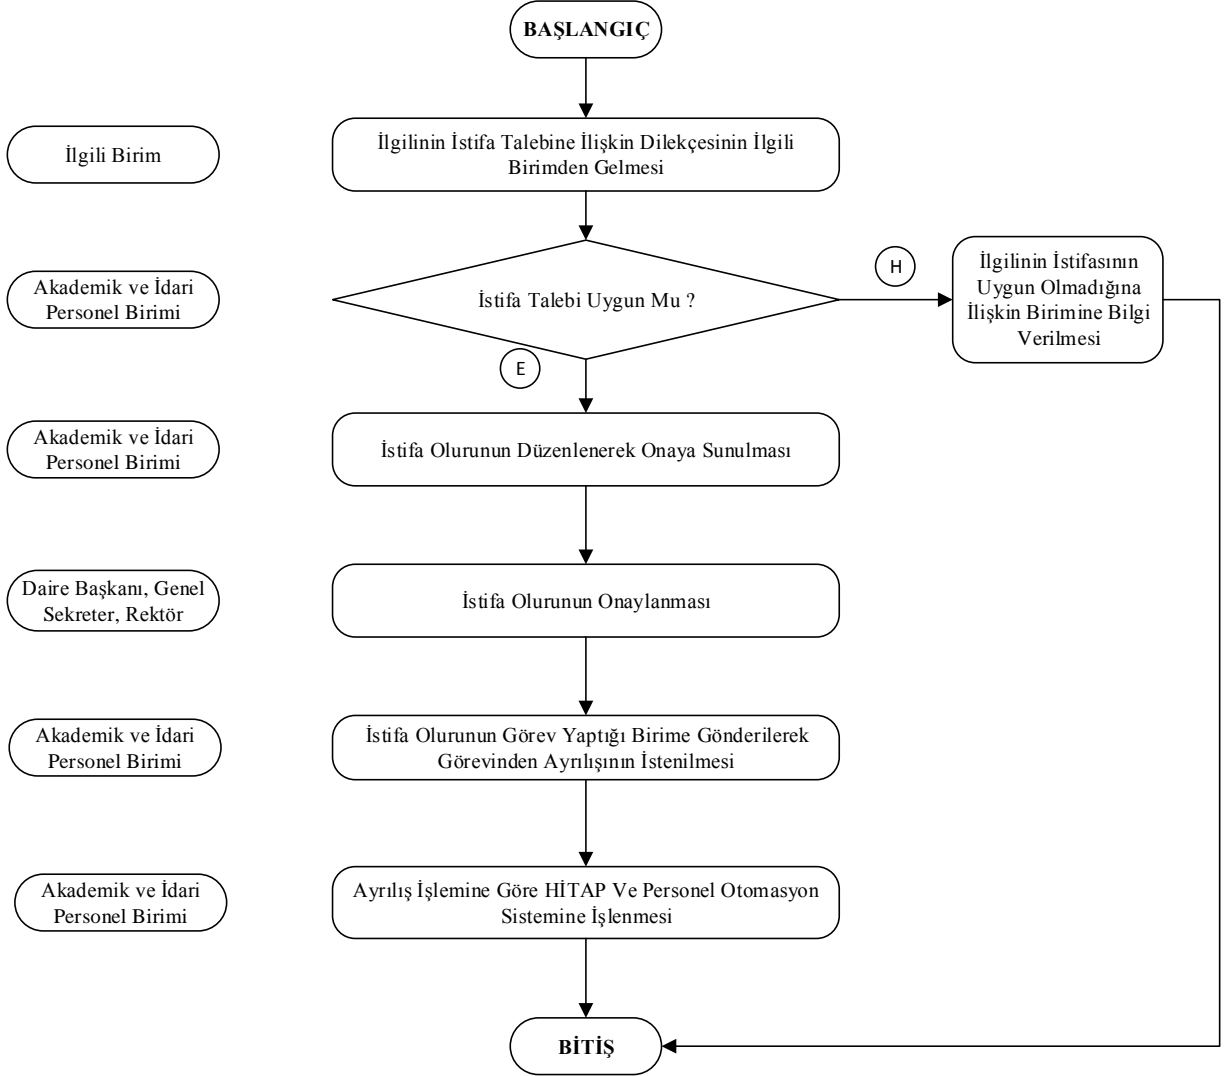 BAŞLANGIÇ
İlgili Birim
İlgilinin İstifa Talebine İlişkin Dilekçesinin İlgili
Birimden Gelmesi
Akademik ve İdari
Personel Birimi
İstifa Talebi Uygun Mu ?
H
İlgilinin İstifasının
Uygun Olmadığına
İlişkin Birimine Bilgi
Verilmesi
E
Akademik ve İdari
Personel Birimi
İstifa Olurunun Düzenlenerek Onaya Sunulması
Daire Başkanı, Genel
Sekreter, Rektör
İstifa Olurunun Onaylanması
Akademik ve İdari
Personel Birimi
İstifa Olurunun Görev Yaptığı Birime Gönderilerek
Görevinden Ayrılışının İstenilmesi
Akademik ve İdari
Personel Birimi
Ayrılış İşlemine Göre HİTAP Ve Personel Otomasyon
Sistemine İşlenmesi
BİTİŞ